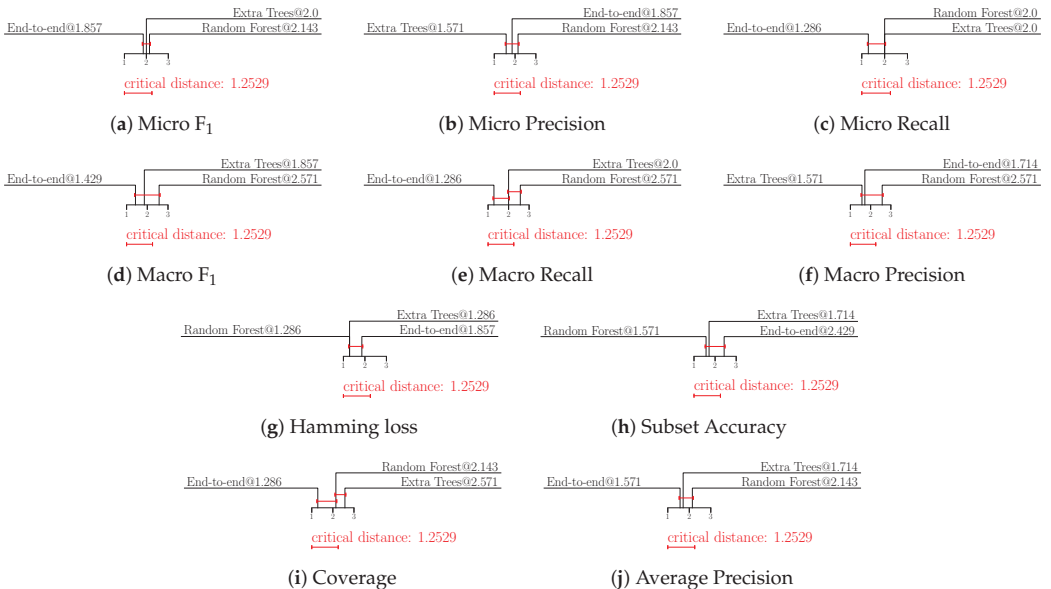 Extra Trees@2.0
End-to-end@1.857
Random Forest@2.143
1 2 3
critical distance: 1.2529
(a) Micro F1
End-to-end@1.857
Extra Trees@1.571
Random Forest@2.143
1 2 3
critical distance: 1.2529
(b) Micro Precision
Random Forest@2.0
End-to-end@1.286
Extra Trees@2.0
1 2 3
critical distance: 1.2529
(c) Micro Recall
Extra Trees@1.857
End-to-end@1.429
Random Forest@2.571
1 2 3
critical distance: 1.2529
(d) Macro F1
Extra Trees@2.0
End-to-end@1.286
Random Forest@2.571
1 2 3
critical distance: 1.2529
(e) Macro Recall
End-to-end@1.714
Extra Trees@1.571
Random Forest@2.571
1 2 3
critical distance: 1.2529
(f) Macro Precision
Extra Trees@1.286
Random Forest@1.286
End-to-end@1.857
1 2 3
critical distance: 1.2529
(g) Hamming loss
Extra Trees@1.714
Random Forest@1.571
End-to-end@2.429
1 2 3
critical distance: 1.2529
(h) Subset Accuracy
Random Forest@2.143
End-to-end@1.286
Extra Trees@2.571
1 2 3
critical distance: 1.2529
(i) Coverage
Extra Trees@1.714
End-to-end@1.571
Random Forest@2.143
1 2 3
critical distance: 1.2529
(j) Average Precision